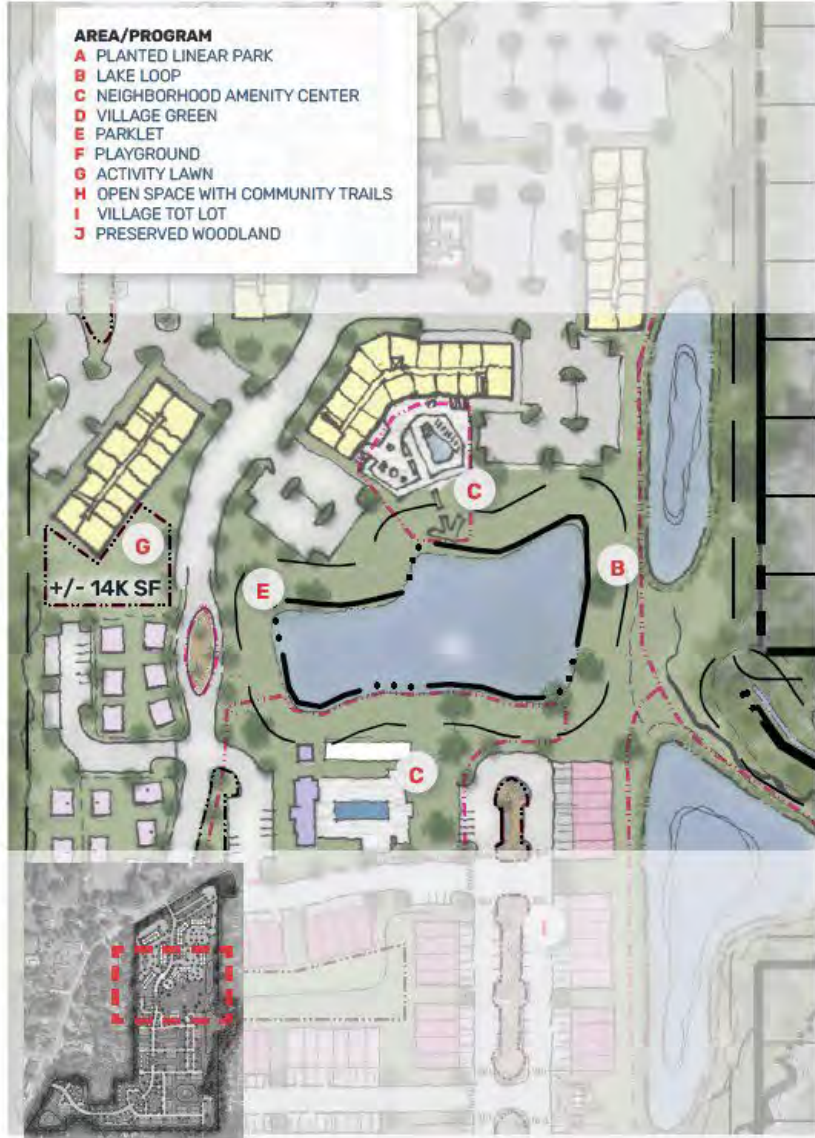 AREA/PROGRAM
A PLANTED LINEAR PARK
B LAKE LOOP
C NEIGHBORHOOD AMENITY CENTER
D VILLAGE GREEN
E PARKLET
F PLAYGROUND
G ACTIVITY LAWN
H OPEN SPACE WITH COMMUNITY TRAILS
I VILLAGE TOT LOT
J PRESERVED WOODLAND
C
G
B
+/- 14K SF
E
C
I